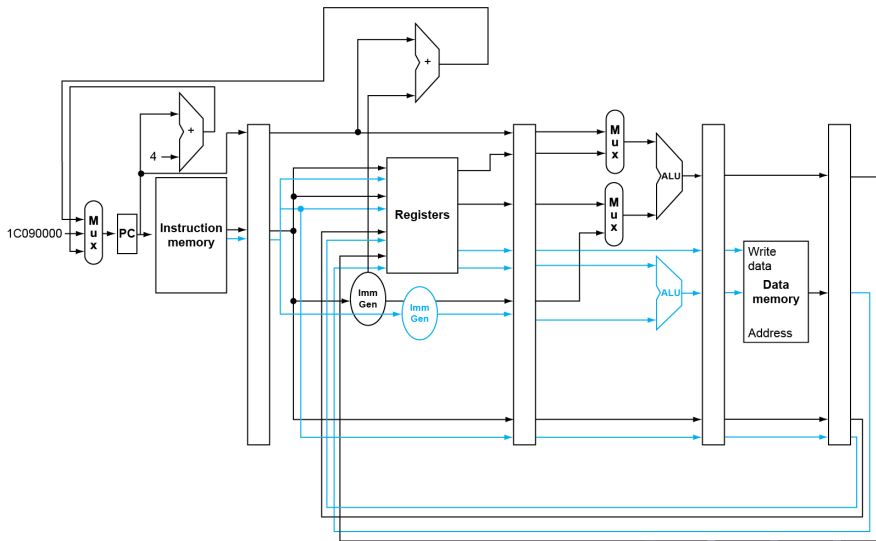 +
+
4
1C090000
M
u
x
PC
Instruction
memory
Registers
Imm
Gen
Imm
Gen
M
u
x
M
u
x
ALU
ALU
Write
data
Data
memory
Address